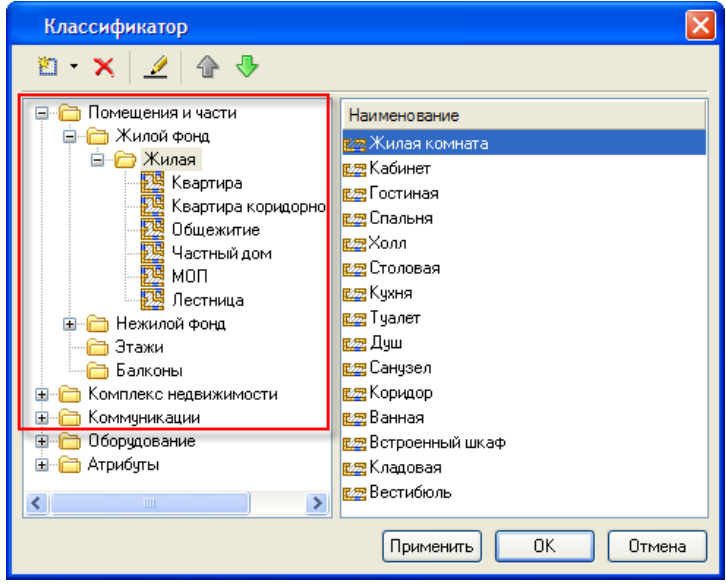 Классификатор
Помещения и части
Жилой фонд
Жилая
Квартира
Квартира коридорно
Общежитие
Частный дом
МОП
Лестница
Нежилой фонд
Этажи
Балконы
Комплекс недвижимости
Коммуникации
Оборудование
Атрибуты
Наименование
Жилая комната
Кабинет
Гостиная
Спальня
Холл
Столовая
Кухня
Туалет
Душ
Санузел
Коридор
Ванная
Встроенный шкаф
Кладовая
Вестибюль
Применить
OK
Отмена